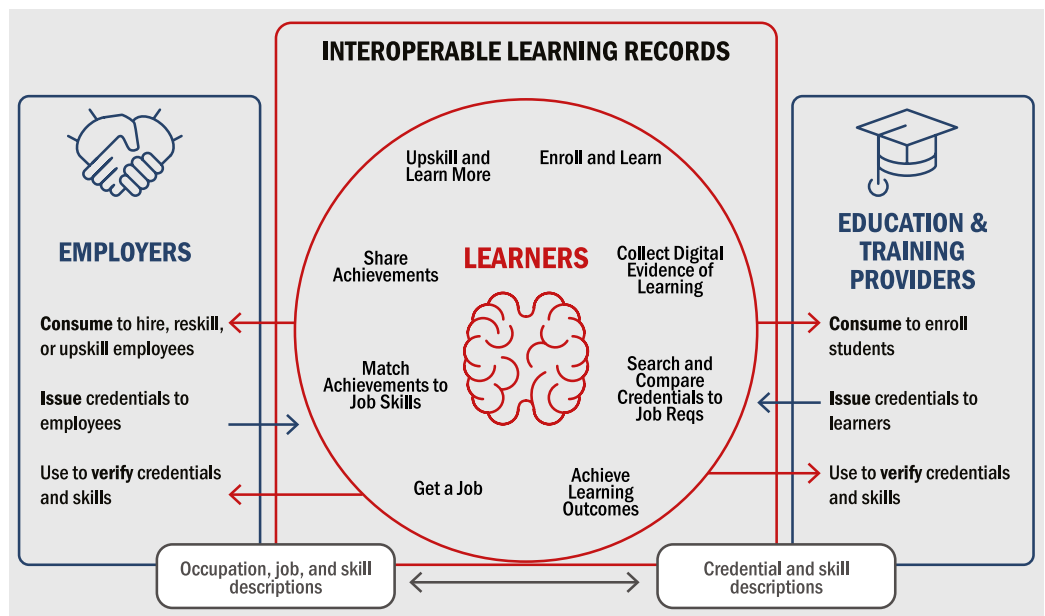 INTEROPERABLE LEARNING RECORDS
EMPLOYERS
Consume to hire, reskill,
or upskill employees
Issue credentials to
employees
Use to verify credentials
and skills
Upskill and
Learn More
Enroll and Learn
Share
Achievements
LEARNERS
Collect Digital
Evidence of
Learning
Match
Achievements to
Job Skills
Search and
Compare
Credentials to
Job Reqs
Get a Job
Achieve
Learning
Outcomes
EDUCATION &
TRAINING
PROVIDERS
Consume to enroll
students
Issue credentials to
learners
Use to verify credentials
and skills
Occupation, job, and skill
descriptions
Credential and skill
descriptions